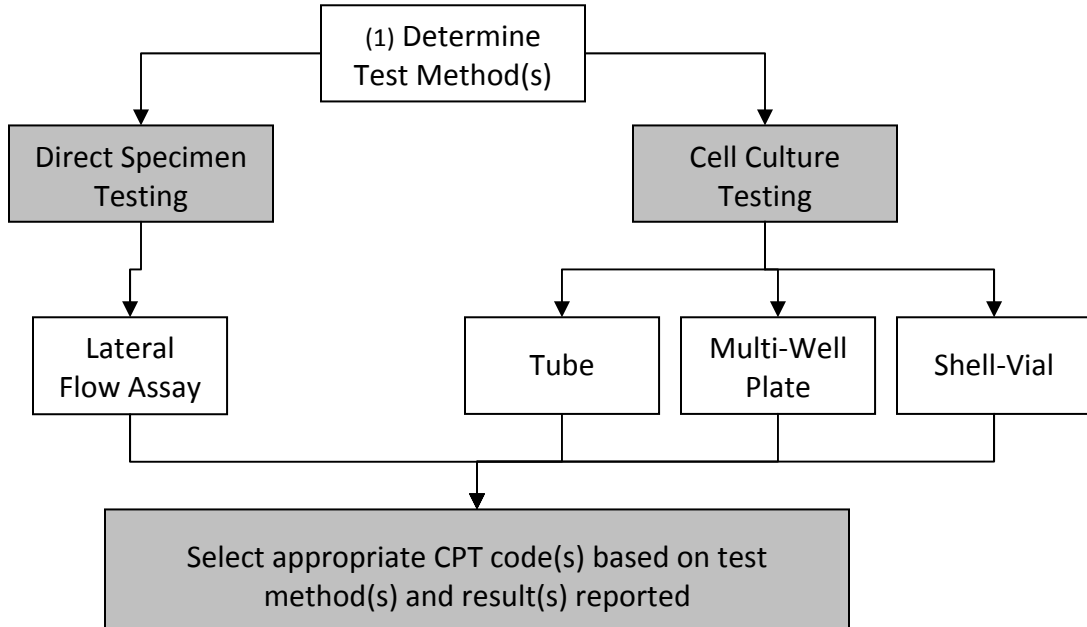 (1) Determine
Test Method(s)
Direct Specimen
Testing
Cell Culture
Testing
Lateral
Flow Assay
Tube
Multi-Well
Plate
Shell-Vial
Select appropriate CPT code(s) based on test
method(s) and result(s) reported